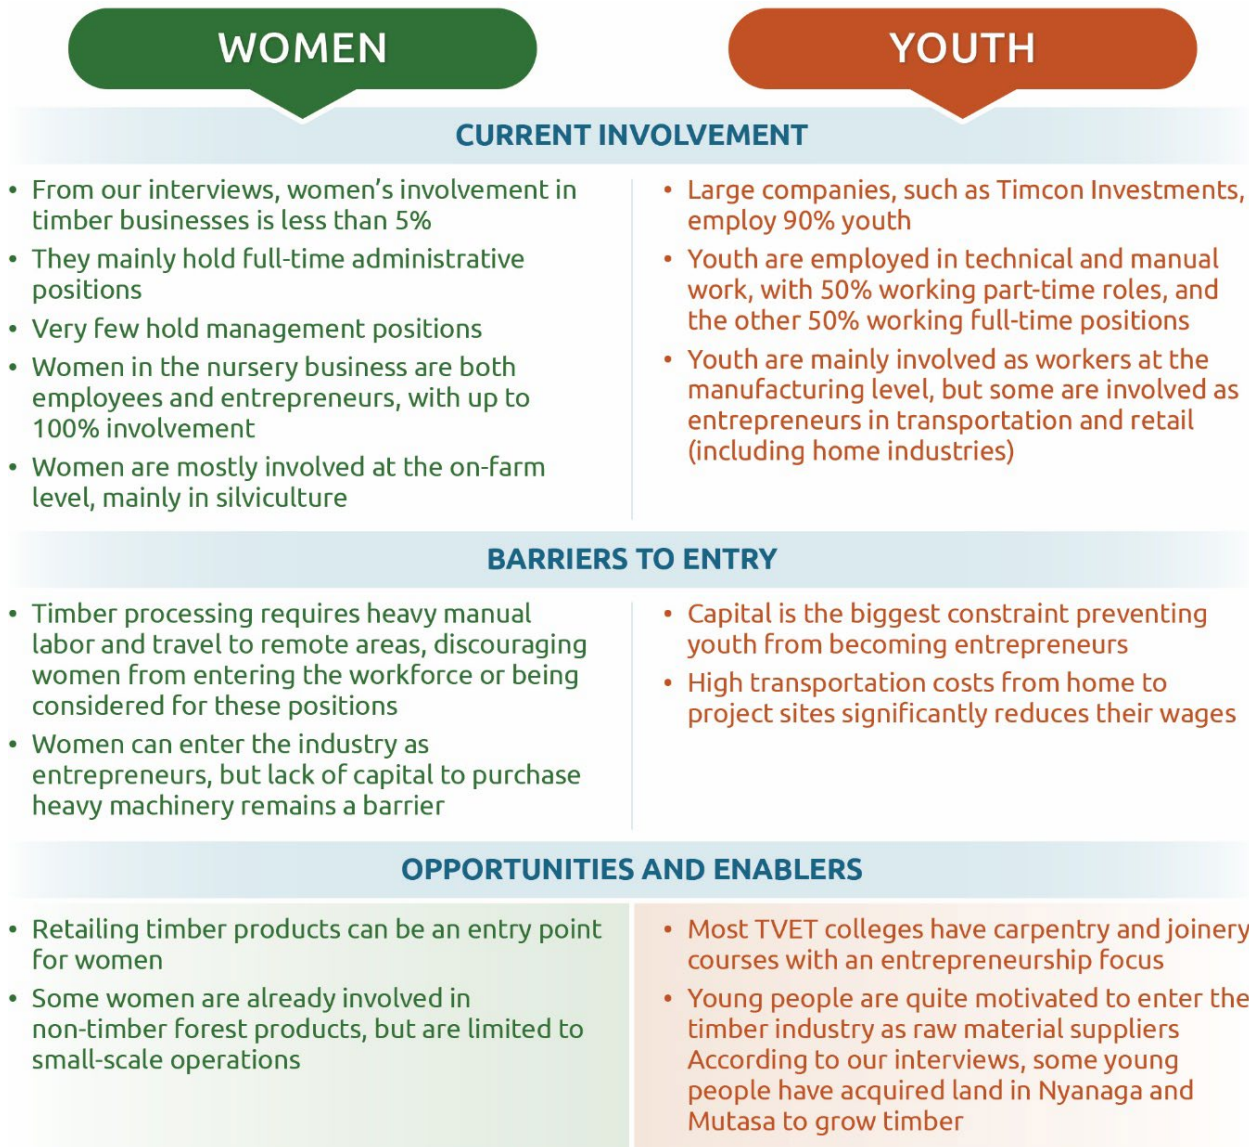 WOMEN
YOUTH
CURRENT INVOLVEMENT
• From our interviews, women’s involvement in
timber businesses is less than 5%
• They mainly hold full-time administrative
positions
• Very few hold management positions
• Women in the nursery business are both
employees and entrepreneurs, with up to
100% involvement
• Women are mostly involved at the on-farm
level, mainly in silviculture
• Large companies, such as Timcon Investments,
employ 90% youth
• Youth are employed in technical and manual
work, with 50% working part-time roles, and
the other 50% working full-time positions
• Youth are mainly involved as workers at the
manufacturing level, but some are involved as
entrepreneurs in transportation and retail
(including home industries)
BARRIERS TO ENTRY
• Timber processing requires heavy manual
labor and travel to remote areas, discouraging
women from entering the workforce or being
considered for these positions
• Women can enter the industry as
entrepreneurs, but lack of capital to purchase
heavy machinery remains a barrier
• Capital is the biggest constraint preventing
youth from becoming entrepreneurs
• High transportation costs from home to
project sites significantly reduces their wages
OPPORTUNITIES AND ENABLERS
• Retailing timber products can be an entry point
for women
• Some women are already involved in
non-timber forest products, but are limited to
small-scale operations
• Most TVET colleges have carpentry and joinery
courses with an entrepreneurship focus
• Young people are quite motivated to enter the
timber industry as raw material suppliers
According to our interviews, some young
people have acquired land in Nyanaga and
Mutasa to grow timber